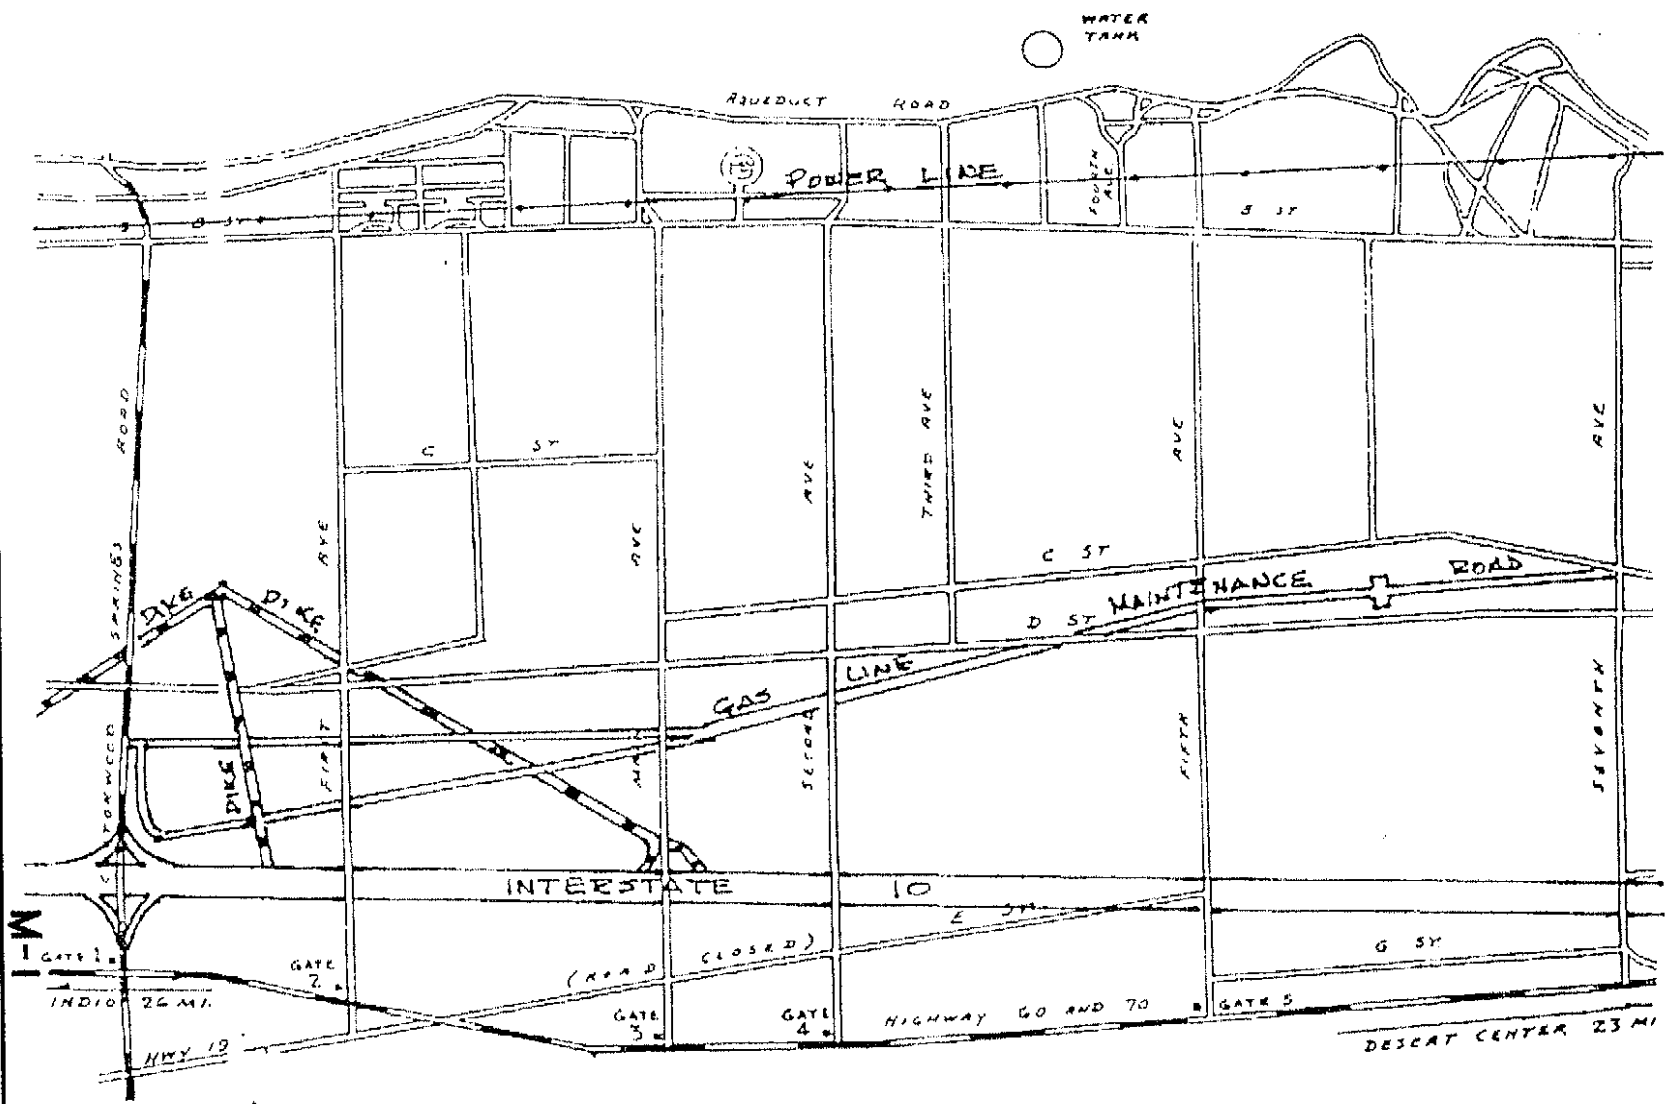 WATER
TANK
AQUEDUCT ROAD
POWER LINE
FOURTH
AVE
B ST
B ST
ROAD
AVE
AVE
AVE
THIRD AVE
C ST
AVE
AVE
C ST
SPRINGS
DIKE
DIKE
MAINTENANCE ROAD
D ST
GAS LINE
DIKE
FIRST
SECOND
FIFTH
SEVENTH
INTERSTATE 10
E ST
(ROAD CLOSED)
G ST
M-1
GATE 1
GATE
2
INDIO 26 MI.
GATE
3
GATE
4
HIGHWAY 60 AND 70
GATE 5
HWY 19
DESERT CENTER 23 MI